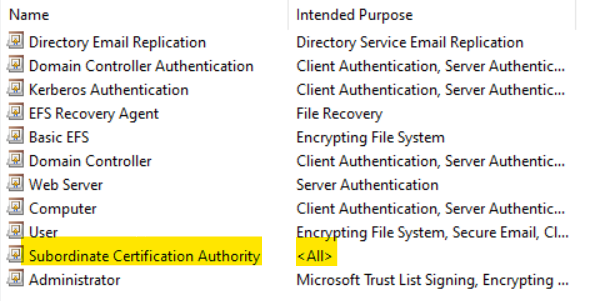 Name Intended Purpose
Directory Email Replication Directory Service Email Replication
Domain Controller Authentication Client Authentication, Server Authentic...
Kerberos Authentication Client Authentication, Server Authentic...
EFS Recovery Agent File Recovery
Basic EFS Encrypting File System
Domain Controller Client Authentication, Server Authentic...
Web Server Server Authentication
Computer Client Authentication, Server Authentic...
User Encrypting File System, Secure Email, Cl...
Subordinate Certification Authority <All>
Administrator Microsoft Trust List Signing, Encrypting ...